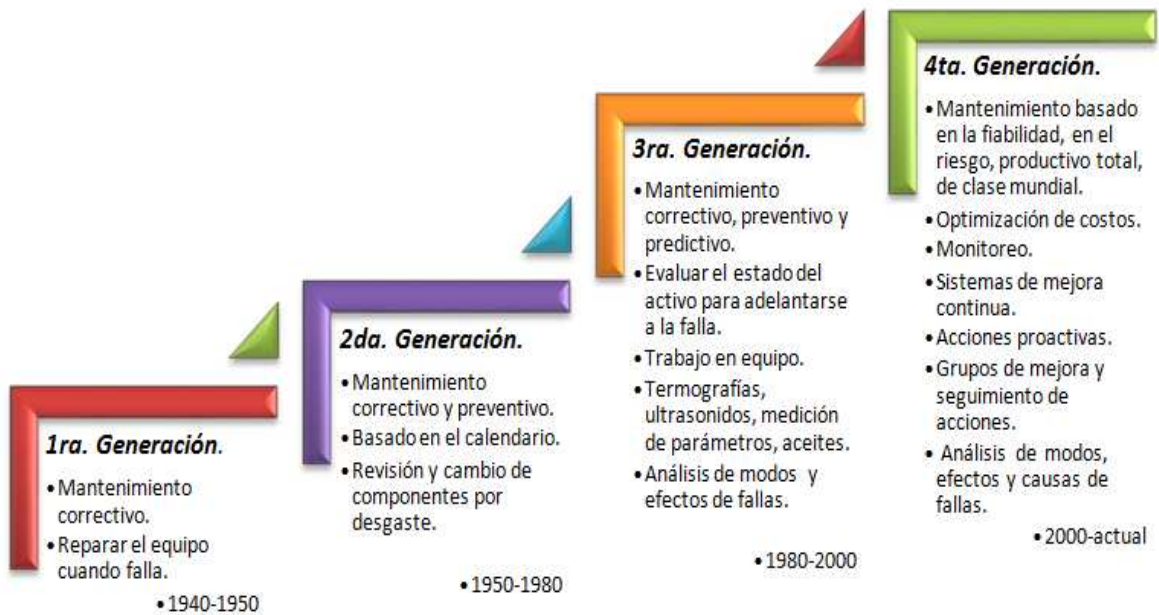 1ra. Generación.
•Mantenimiento
correctivo.
•Reparar el equipo
cuando falla.
•1940-1950
2da. Generación.
•Mantenimiento
correctivo y preventivo.
•Basado en el calendario.
•Revisión y cambio de
componentes por
desgaste.
•1950-1980
3ra. Generación.
•Mantenimiento
correctivo, preventivo y
predictivo.
•Evaluar el estado del
activo para adelantarse
a la falla.
•Trabajo en equipo.
•Termografías,
ultrasonidos, medición
de parámetros, aceites.
•Análisis de modos y
efectos de fallas.
•1980-2000
4ta. Generación.
•Mantenimiento basado
en la fiabilidad, en el
riesgo, productivo total,
de clase mundial.
•Optimización de costos.
•Monitoreo.
•Sistemas de mejora
continua.
•Acciones proactivas.
•Grupos de mejora y
seguimiento de
acciones.
• Análisis de modos,
efectos y causas de
fallas.
•2000-actual